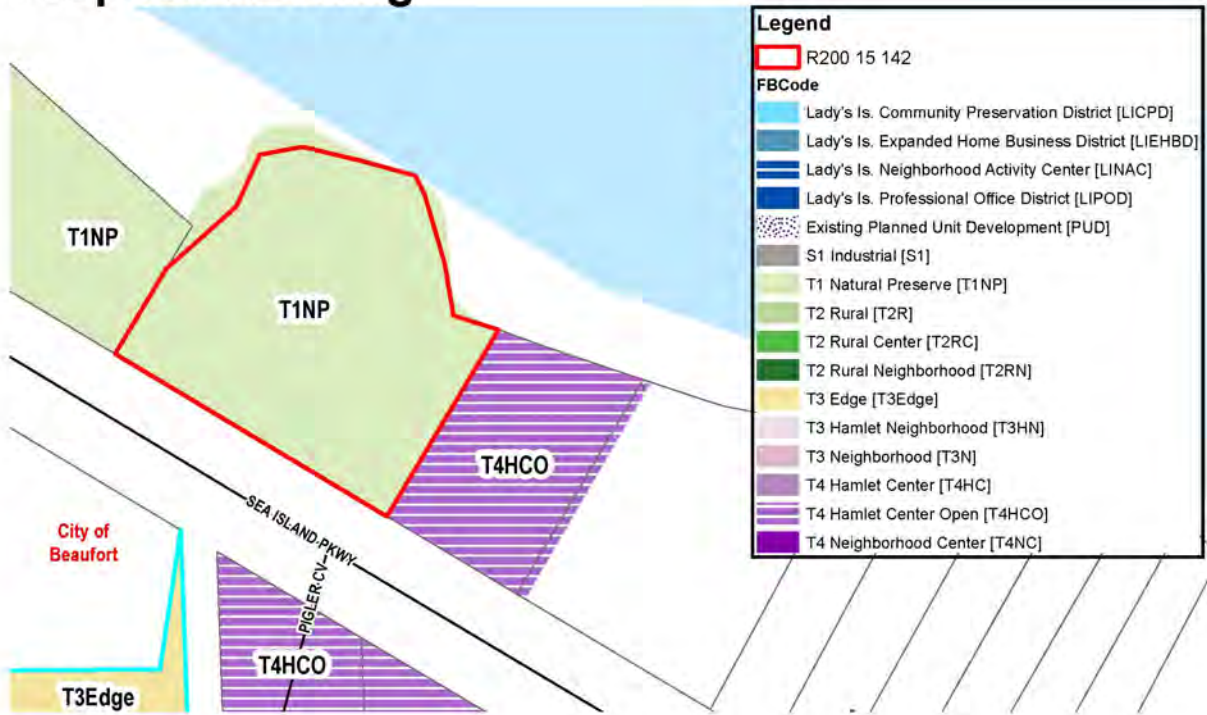 Legend
R200 15 142
FBCode
Lady's Is. Community Preservation District [LICPD]
Lady's Is. Expanded Home Business District [LIEHBD]
Lady's Is. Neighborhood Activity Center [LINAC]
Lady's Is. Professional Office District [LIPOD]
Existing Planned Unit Development [PUD]
S1 Industrial [S1]
T1 Natural Preserve [T1NP]
T2 Rural [T2R]
T2 Rural Center [T2RC]
T2 Rural Neighborhood [T2RN]
T3 Edge [T3Edge]
T3 Hamlet Neighborhood [T3HN]
T3 Neighborhood [T3N]
T4 Hamlet Center [T4HC]
T4 Hamlet Center Open [T4HCO]
T4 Neighborhood Center [T4NC]
T1NP
T1NP
T4HCO
SEA ISLAND PKWY
City of
Beaufort
PIGLER CV
T4HCO
T3Edge